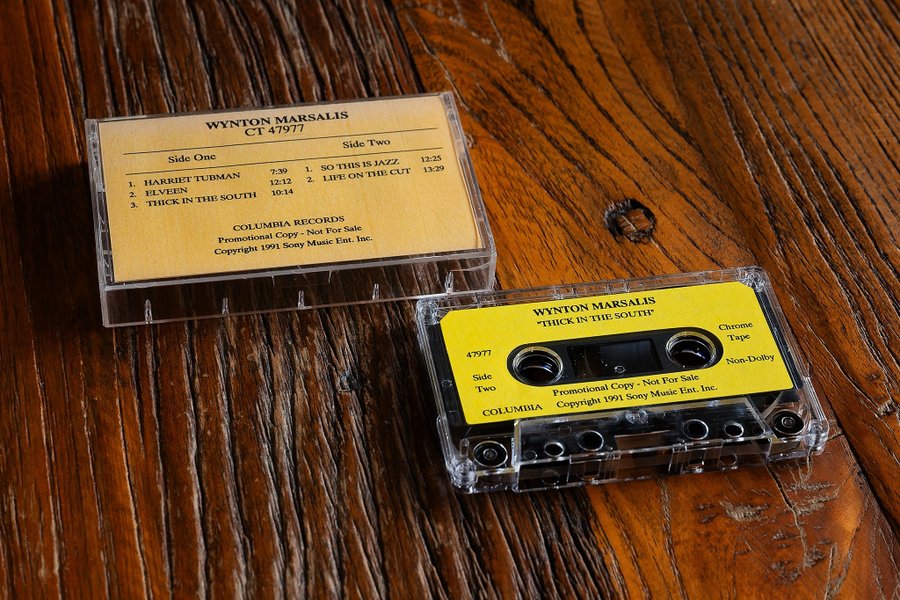 WYNTON MARSALIS
CT 47977
Side One
1. HARRIET TUBMAN 7:39
2. ELVEEN 12:12
3. THICK IN THE SOUTH 10:14
Side Two
1. SO THIS IS JAZZ 12:25
2. LIFE ON THE CUT 13:29
COLUMBIA RECORDS
Promotional Copy - Not For Sale
Copyright 1991 Sony Music Ent. Inc.
WYNTON MARSALIS
"THICK IN THE SOUTH"
47977
Side
Two
Chrome
Tape
Non-Dolby
Promotional Copy - Not For Sale
COLUMBIA Copyright 1991 Sony Music Ent. Inc.